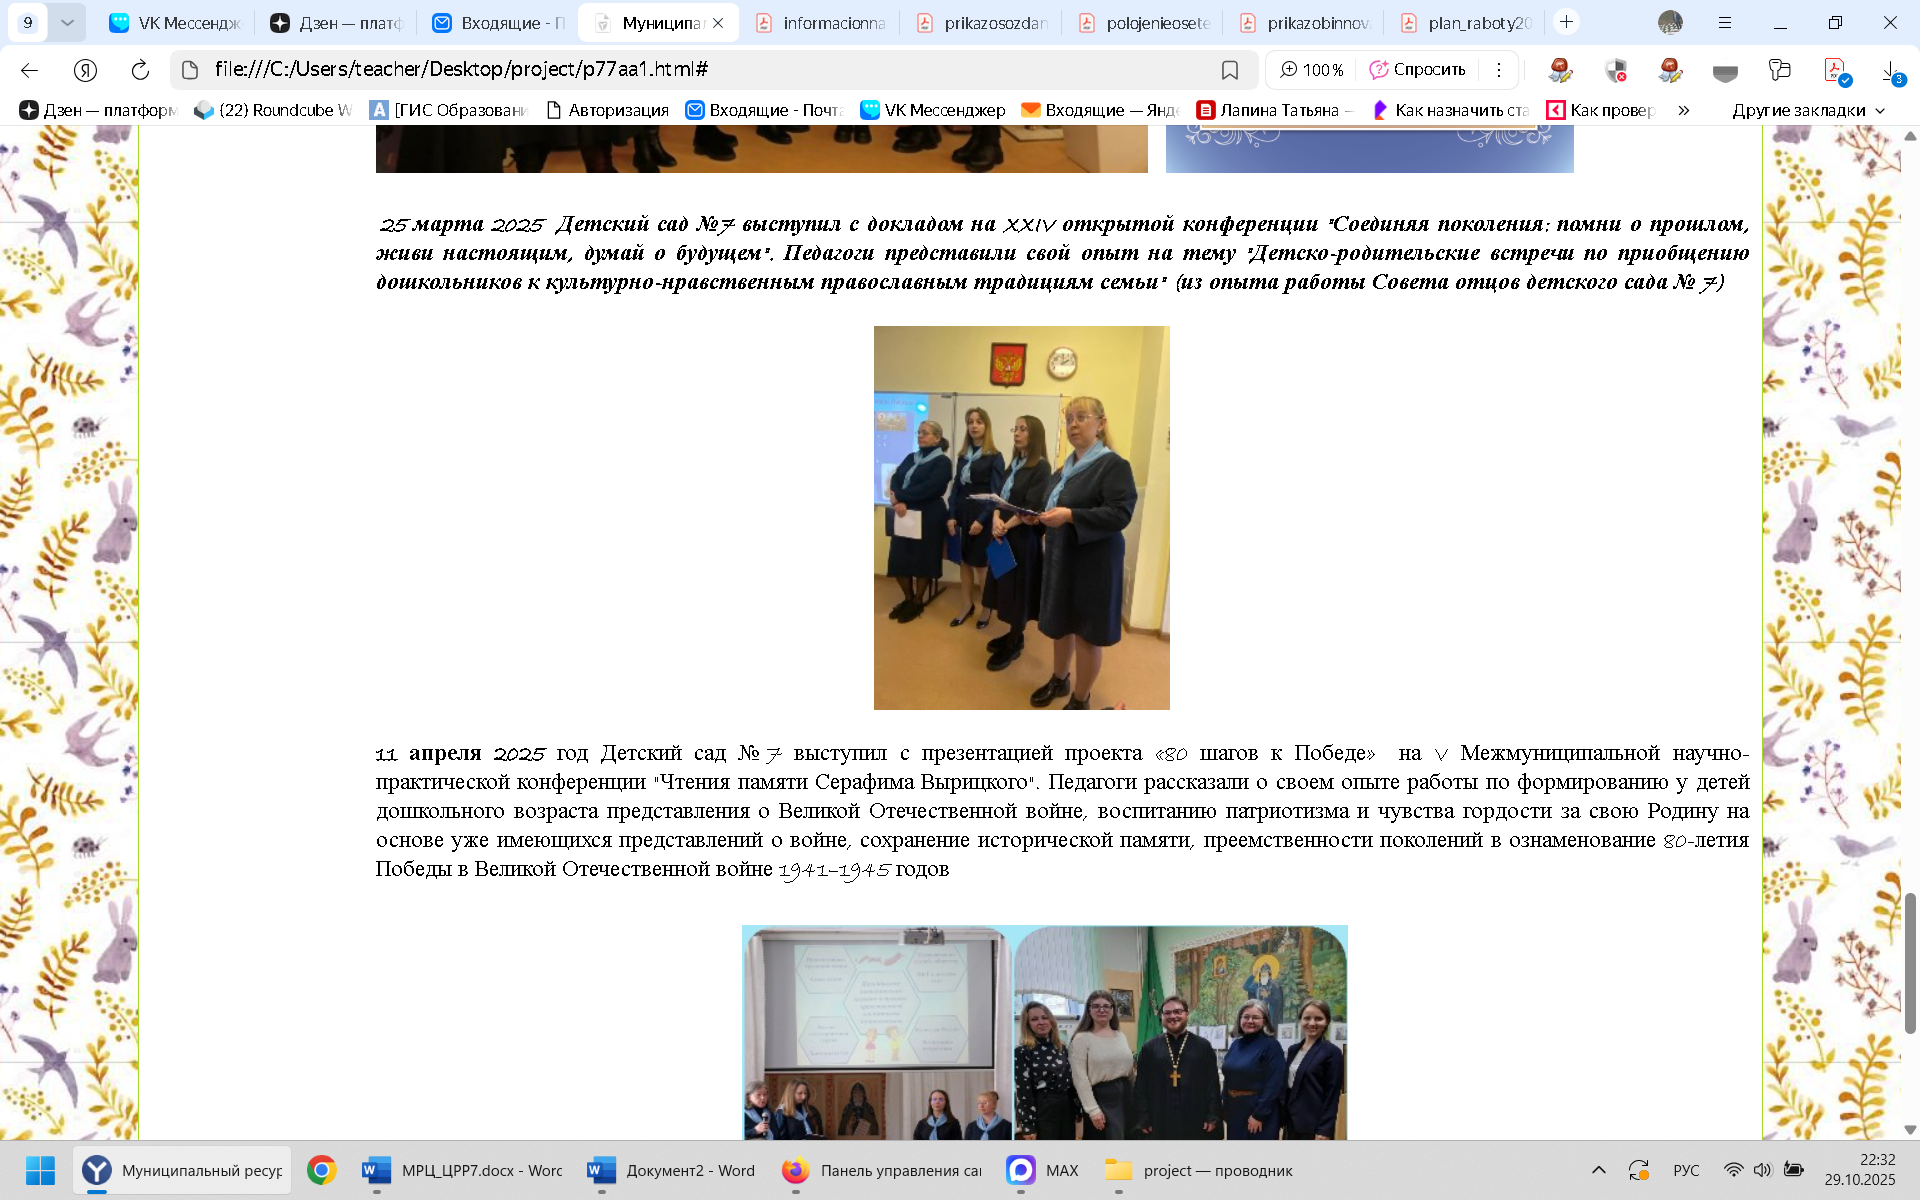 9
VK Мессендж
Дзен — платф
Входящие - П
Муниципа
informacionna
prikazosozdan
polojenieosete
prikazobinnov
plan_raboty20
file:///C:/Users/teacher/Desktop/project/p77aa1.html#
100%
Спросить
3
Дзен — платформ
(22) Roundcube W
[ГИС Образовани
Авторизация
Входящие - Почта
VK Мессенджер
Входящие — Янде
Лапина Татьяна —
Как назначить ста
Как провер
»
Другие закладки
25 марта 2025 Детский сад №7 выступил с докладом на XXIV открытой конференции "Соединяя поколения: помни о прошлом,
живи настоящим, думай о будущем". Педагоги представили свой опыт на тему "Детско-родительские встречи по приобщению
дошкольников к культурно-нравственным православным традициям семьи" (из опыта работы Совета отцов детского сада № 7)
11 апреля 2025 год Детский сад № 7 выступил с презентацией проекта «80 шагов к Победе» на V Межмуниципальной научно-
практической конференции "Чтения памяти Серафима Вырицкого". Педагоги рассказали о своем опыте работы по формированию у детей
дошкольного возраста представления о Великой Отечественной войне, воспитанию патриотизма и чувства гордости за свою Родину на
основе уже имеющихся представлений о войне, сохранение исторической памяти, преемственности поколений в ознаменование 80-летия
Победы в Великой Отечественной войне 1941-1945 годов
Муниципальный ресур
МРЦ_ЦРР7.docx - Word
Документ2 - Word
Панель управления сай
MAX
project — проводник
РУС
22:32
29.10.2025